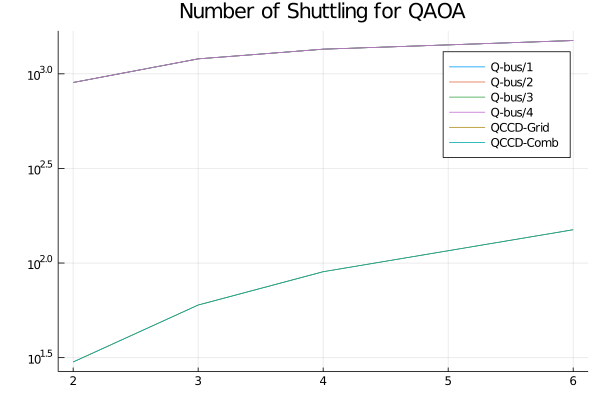 Number of Shuttling for QAOA
10^3.0
10^2.5
10^2.0
10^1.5
Q-bus/1
Q-bus/2
Q-bus/3
Q-bus/4
QCCD-Grid
QCCD-Comb
2 3 4 5 6